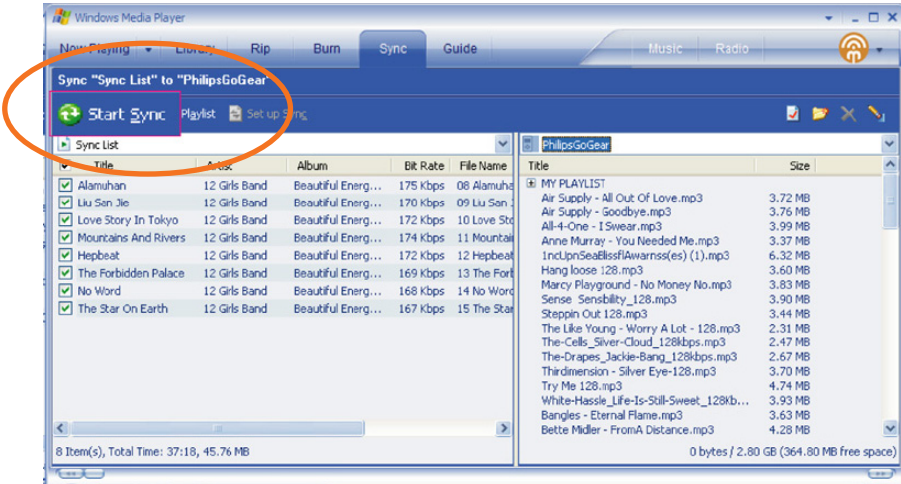 Windows Media Player
Now Playing Library Rip Burn Sync Guide Music Radio
Sync "Sync List" to "PhilipsGoGear"
Start Sync Playlist Set up Sync
Sync List
PhilipsGoGear
Title Artist Album Bit Rate File Name
Alamuhan 12 Girls Band Beautiful Energ... 175 Kbps 08 Alamuha
Liu San Jie 12 Girls Band Beautiful Energ... 170 Kbps 09 Liu San J
Love Story In Tokyo 12 Girls Band Beautiful Energ... 172 Kbps 10 Love Sto
Mountains And Rivers 12 Girls Band Beautiful Energ... 174 Kbps 11 Mountai
Hepbeat 12 Girls Band Beautiful Energ... 172 Kbps 12 Hepbeat
The Forbidden Palace 12 Girls Band Beautiful Energ... 169 Kbps 13 The Forb
No Word 12 Girls Band Beautiful Energ... 168 Kbps 14 No Word
The Star On Earth 12 Girls Band Beautiful Energ... 167 Kbps 15 The Star
8 Item(s), Total Time: 37:18, 45.76 MB
Title Size
MY PLAYLIST
Air Supply - All Out Of Love.mp3 3.72 MB
Air Supply - Goodbye.mp3 3.76 MB
All-4-One - I Swear.mp3 3.99 MB
Anne Murray - You Needed Me.mp3 3.37 MB
1ncUpnSeaBlissflAwarnss(es) (1).mp3 6.32 MB
Hang loose 128.mp3 3.60 MB
Marcy Playground - No Money No.mp3 3.83 MB
Sense Sensbility_128.mp3 3.90 MB
Steppin Out 128.mp3 3.44 MB
The Like Young - Worry A Lot - 128.mp3 2.31 MB
The-Cells_Silver-Cloud_128kbps.mp3 2.47 MB
The-Drapes_Jackie-Bang_128kbps.mp3 2.67 MB
Thirdimension - Silver Eye-128.mp3 3.70 MB
Try Me 128.mp3 4.74 MB
White-Hassle_Life-Is-Still-Sweet_128kb... 3.93 MB
Bangles - Eternal Flame.mp3 3.63 MB
Bette Midler - FromA Distance.mp3 4.28 MB
0 bytes / 2.80 GB (364.80 MB free space)